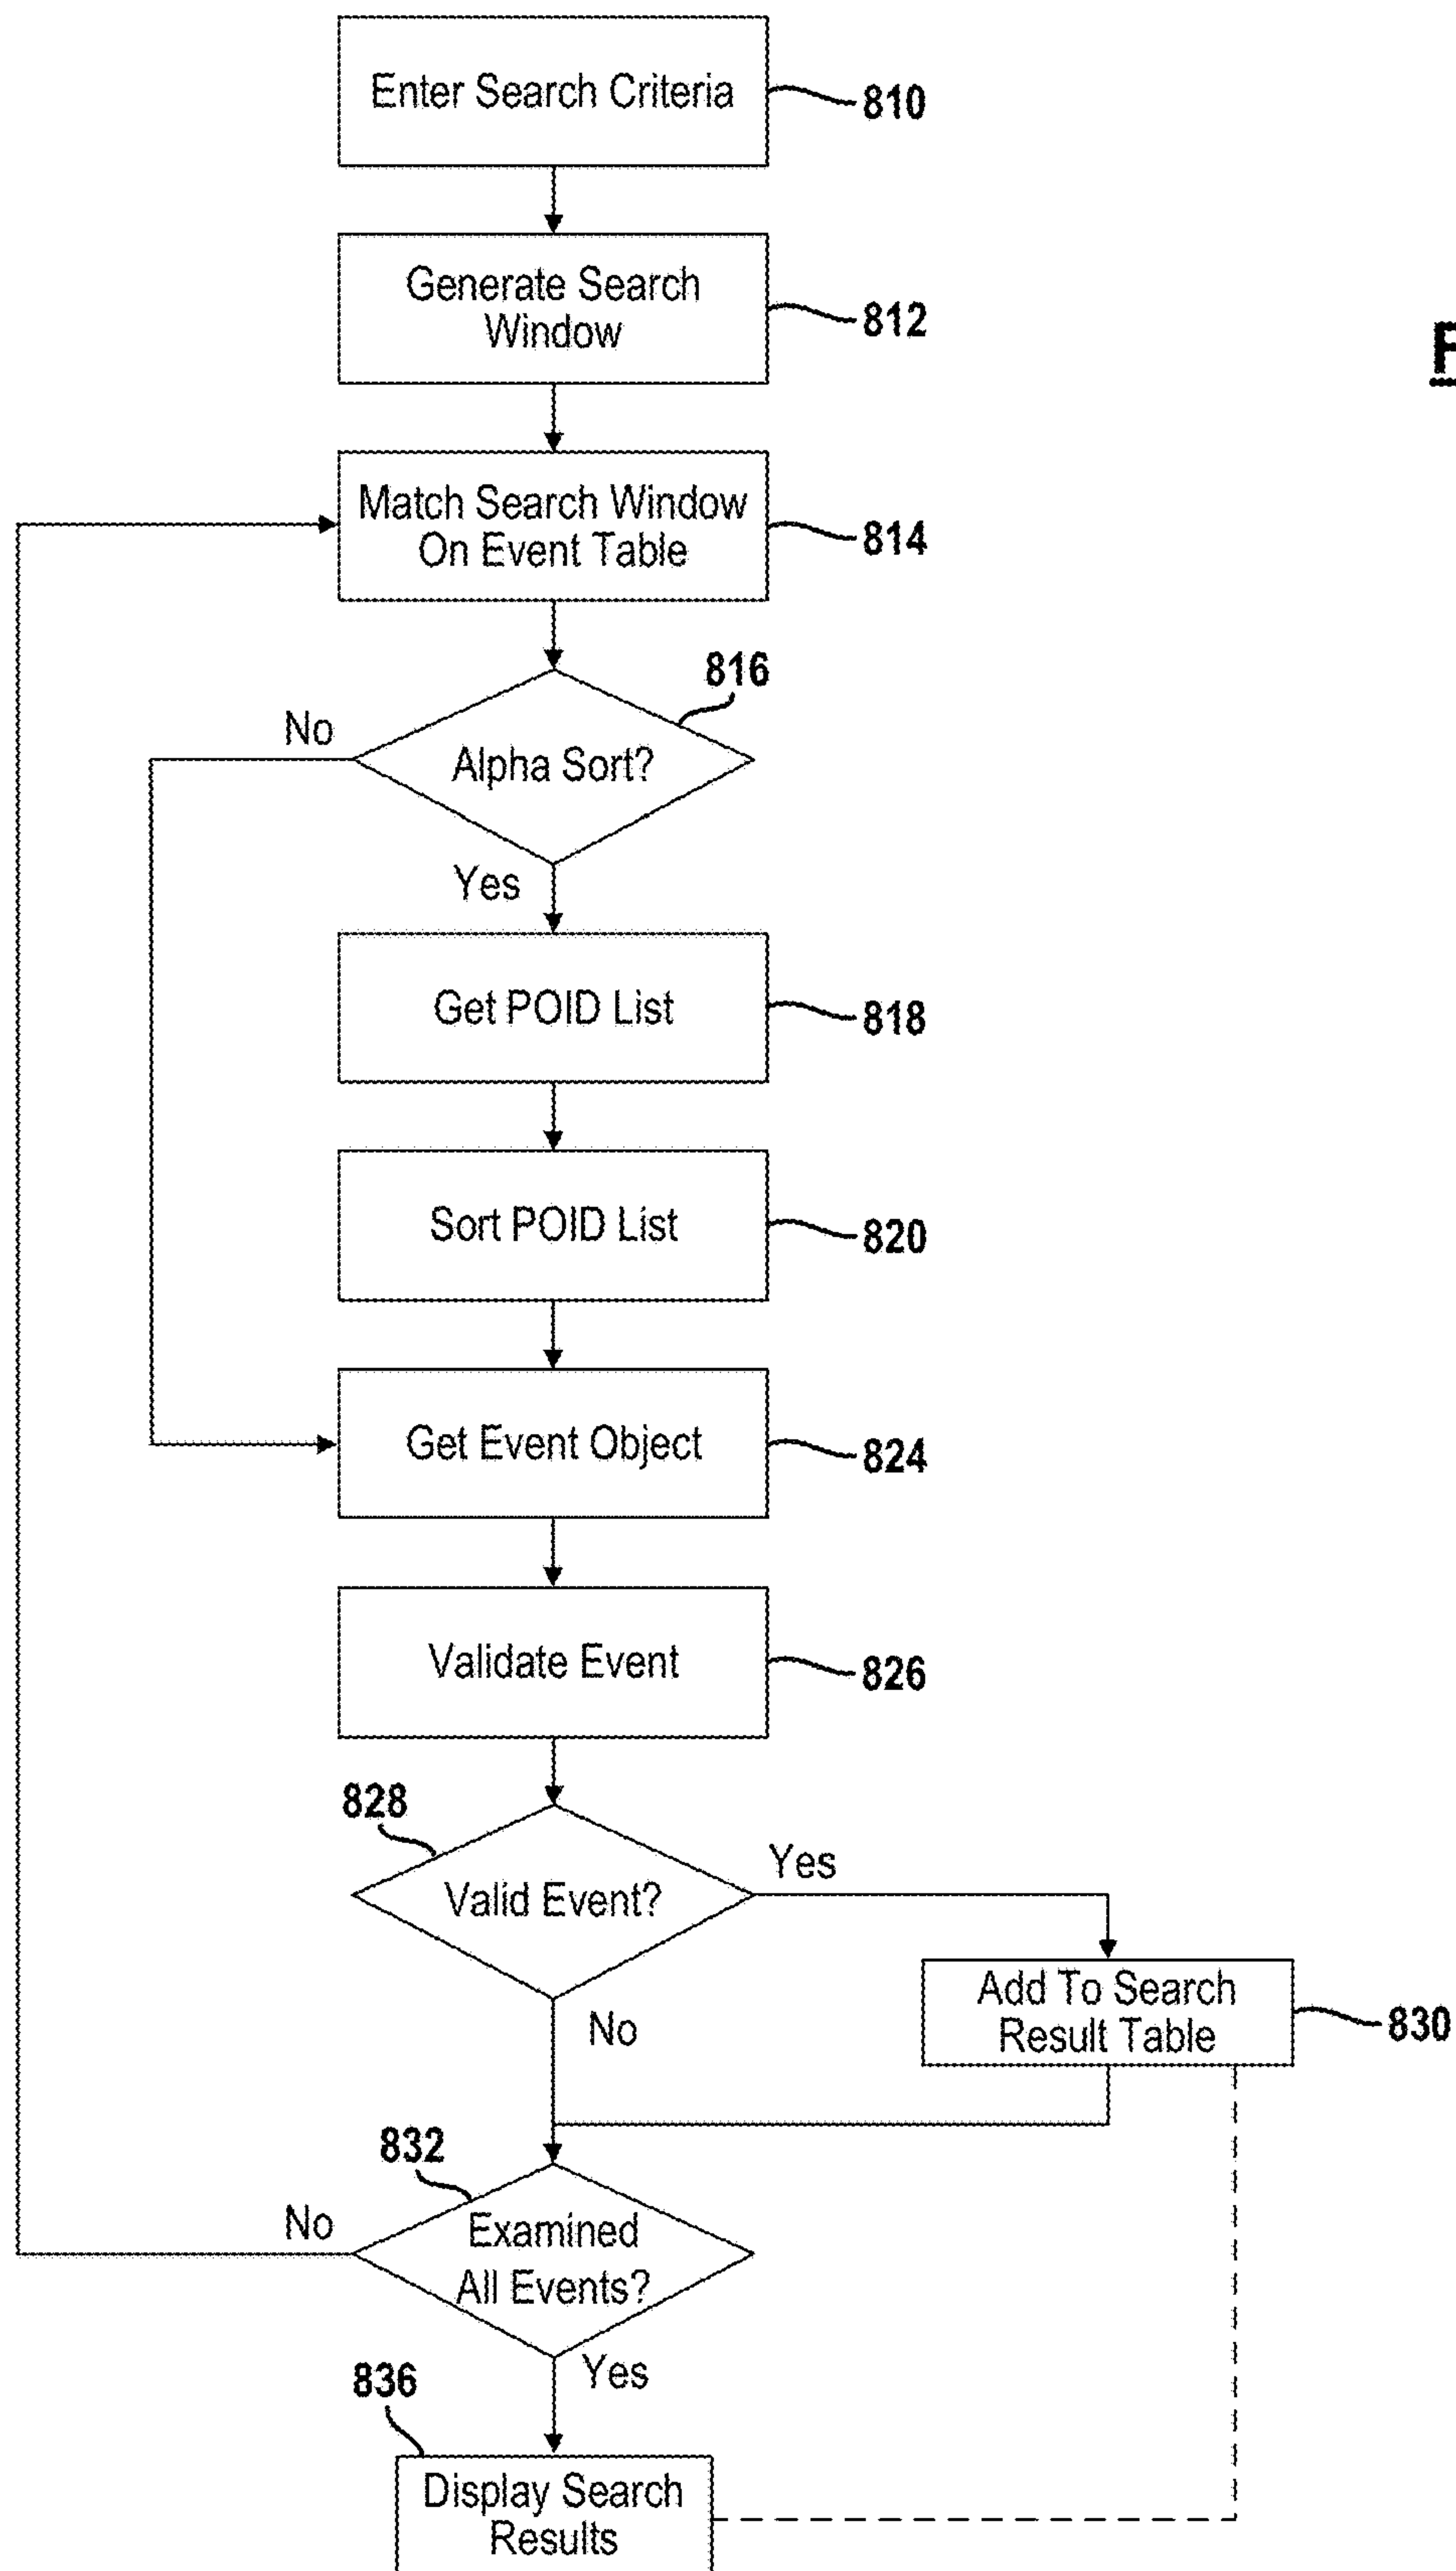 Enter Search Criteria
810
Generate Search
Window
812
F
Match Search Window
On Event Table
814
816
No
Alpha Sort?
Yes
Get POID List
818
Sort POID List
820
Get Event Object
824
Validate Event
826
828
Valid Event?
Yes
Add To Search
Result Table
830
No
832
No
Examined
All Events?
Yes
836
Display Search
Results